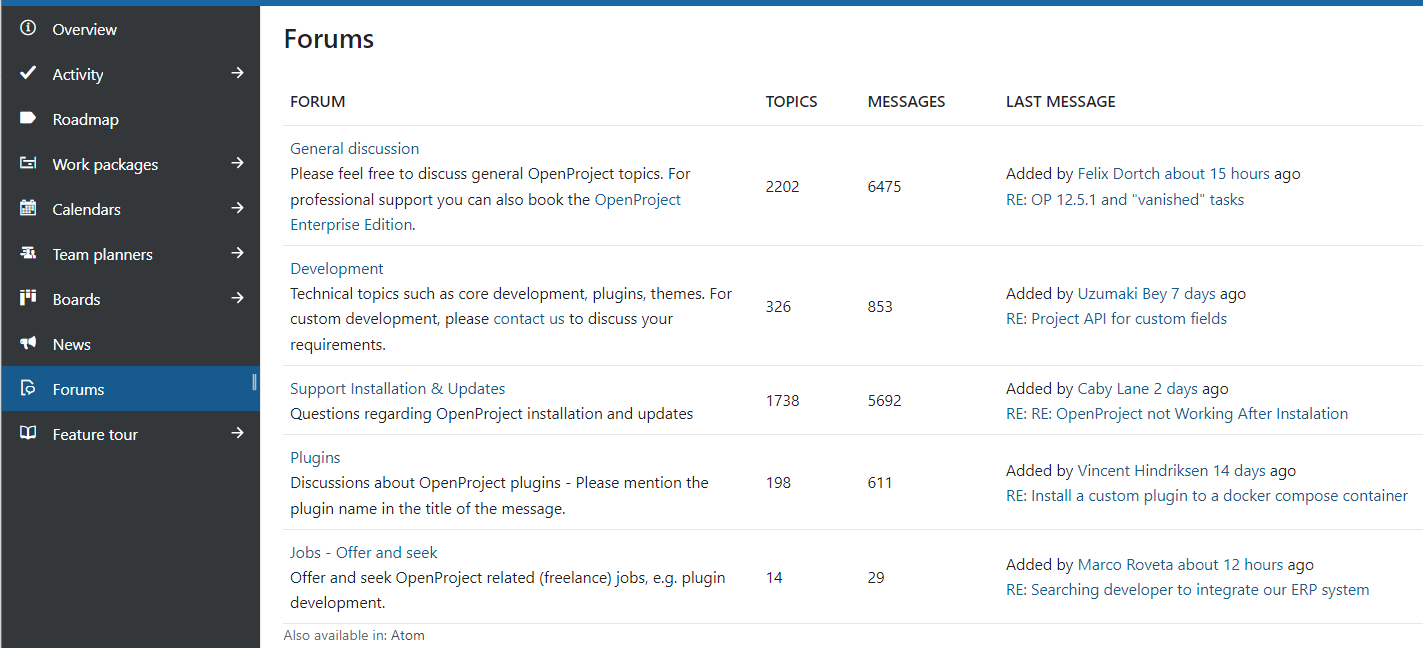 Overview
Activity
Roadmap
Work packages
Calendars
Team planners
Boards
News
Forums
Feature tour
Forums
FORUM TOPICS MESSAGES LAST MESSAGE
General discussion
Please feel free to discuss general OpenProject topics. For
professional support you can also book the OpenProject
Enterprise Edition.
2202
6475
Added by Felix Dortch about 15 hours ago
RE: OP 12.5.1 and "vanished" tasks
Development
Technical topics such as core development, plugins, themes. For
custom development, please contact us to discuss your
requirements.
326
853
Added by Uzumaki Bey 7 days ago
RE: Project API for custom fields
Support Installation & Updates
Questions regarding OpenProject installation and updates
1738
5692
Added by Caby Lane 2 days ago
RE: RE: OpenProject not Working After Instalation
Plugins
Discussions about OpenProject plugins - Please mention the
plugin name in the title of the message.
198
611
Added by Vincent Hindriksen 14 days ago
RE: Install a custom plugin to a docker compose container
Jobs - Offer and seek
Offer and seek OpenProject related (freelance) jobs, e.g. plugin
development.
14
29
Added by Marco Roveta about 12 hours ago
RE: Searching developer to integrate our ERP system
Also available in: Atom